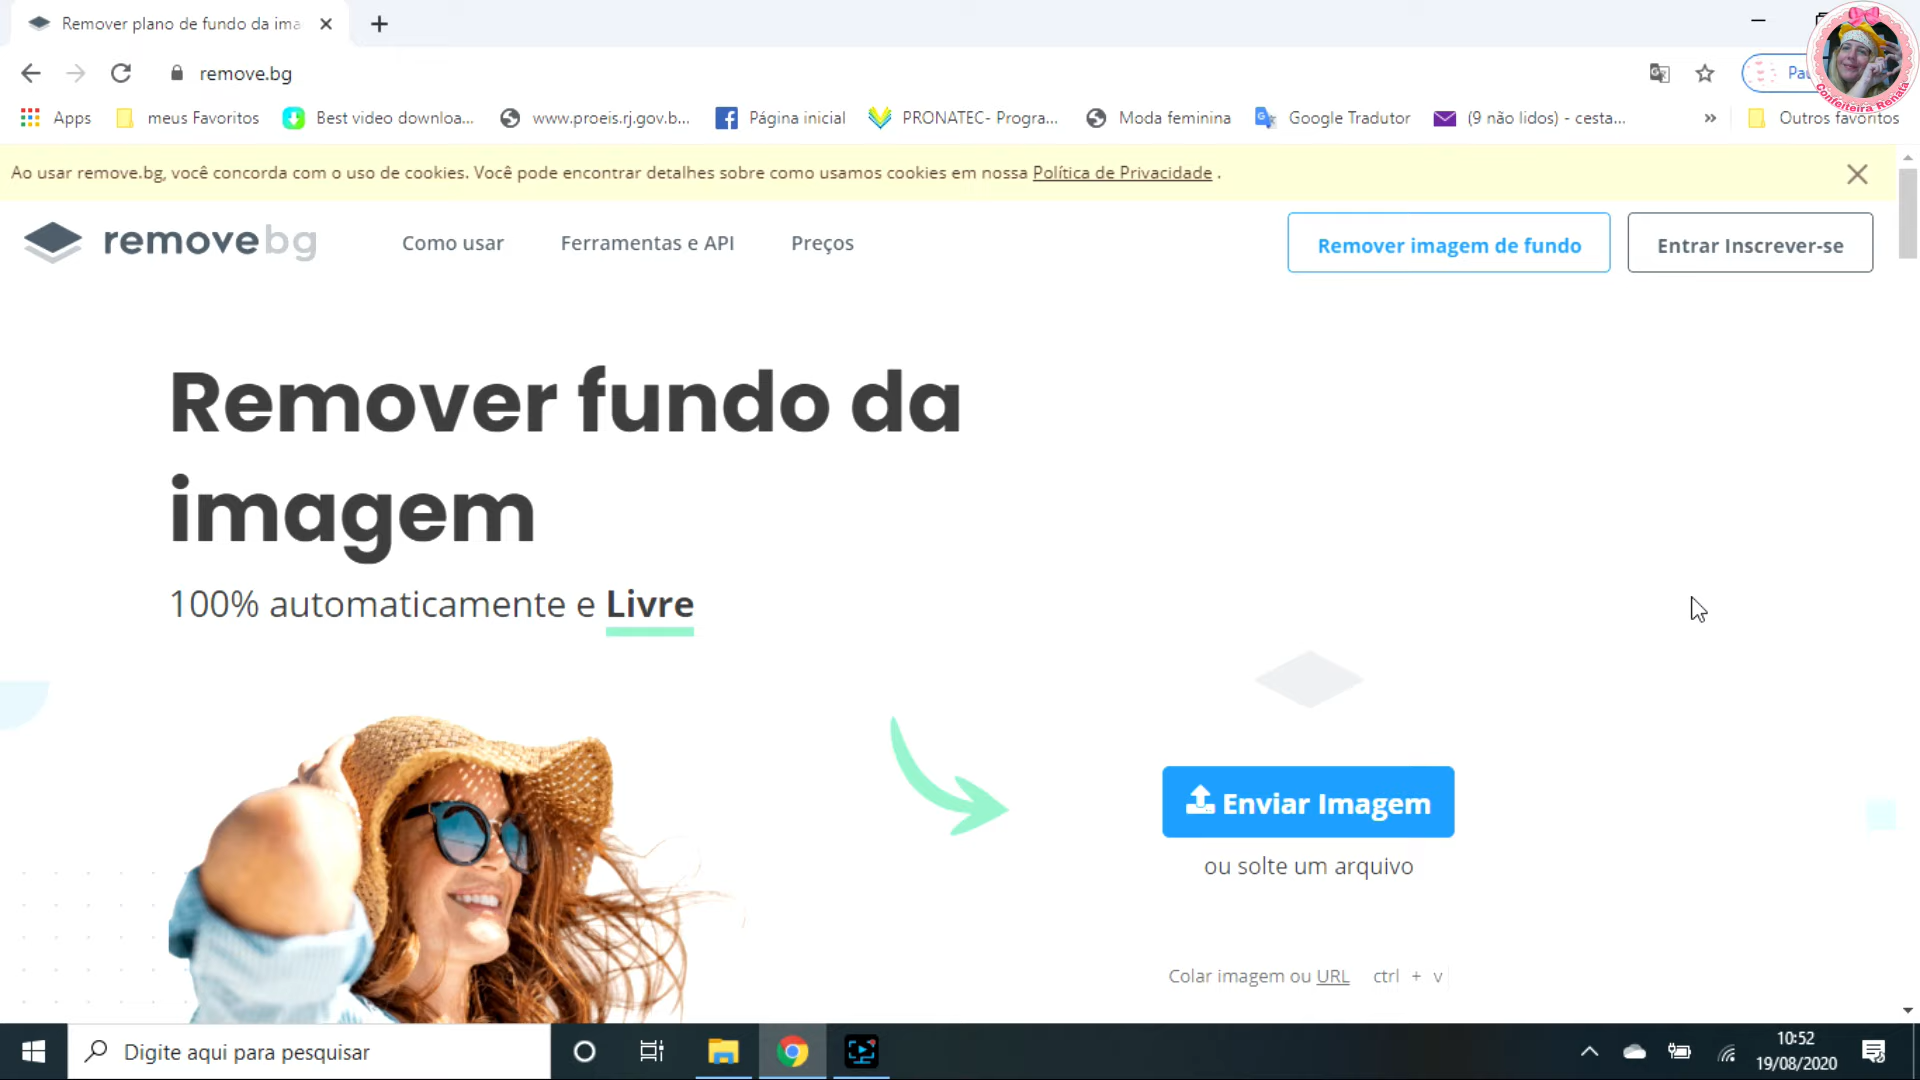 Remover plano de fundo da ima
remove.bg
Apps
meus Favoritos
Best video downloa...
www.proeis.rj.gov.b...
Página inicial
PRONATEC- Progra...
Moda feminina
Google Tradutor
(9 não lidos) - cesta...
»
Outros favoritos
Confeiteira Renata
Ao usar remove.bg, você concorda com o uso de cookies. Você pode encontrar detalhes sobre como usamos cookies em nossa Política de Privacidade .
removebg
Como usar
Ferramentas e API
Preços
Remover imagem de fundo
Entrar Inscrever-se
Remover fundo da
imagem
100% automaticamente e Livre
Enviar Imagem
ou solte um arquivo
Colar imagem ou URL ctrl + v
Digite aqui para pesquisar
10:52
19/08/2020